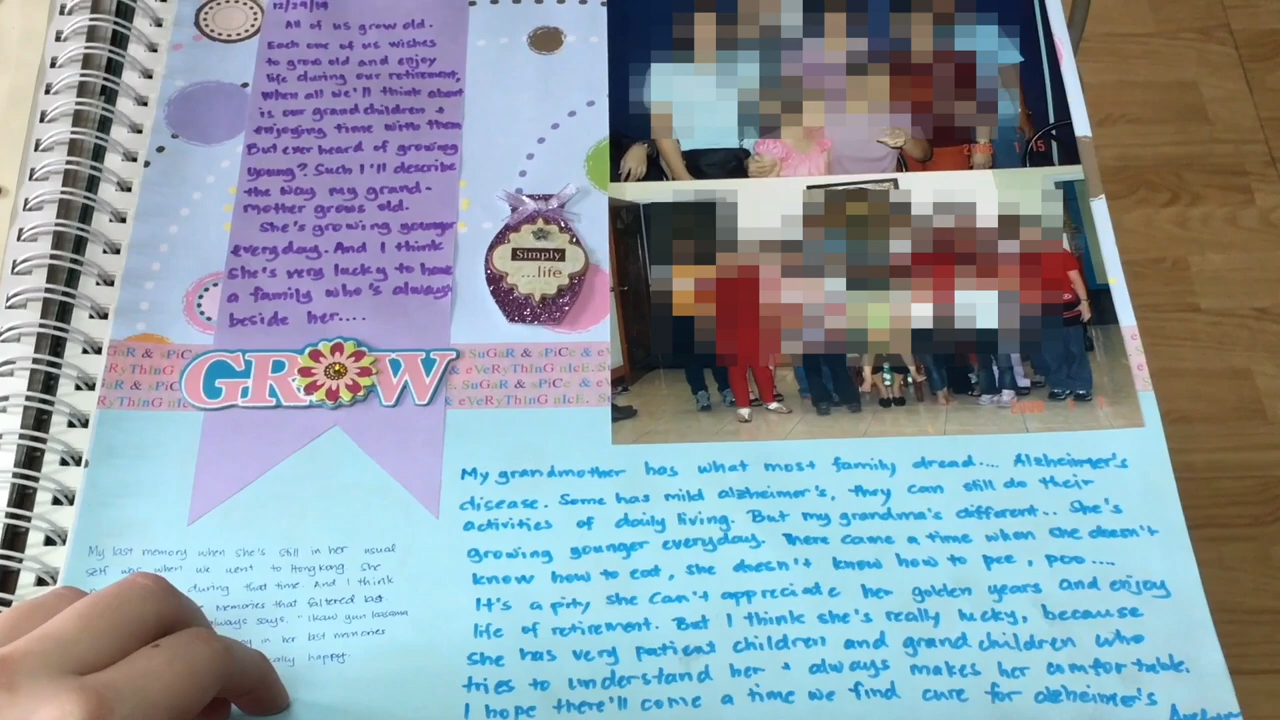 12/29/14
All of us grow old.
Each one of us wishes
to grow old and enjoy
life during our retirement,
when all we'll think about
is our grandchildren +
enjoying time with them
But ever heard of growing
young? Such I'll describe
the way my grand-
mother grows old.
She's growing younger
everyday. And I think
she's very lucky to have
a family who's always
beside her....
Simply
...life
GROW
SuGaR & sPiCe & eVeRyThInG nIcE.
My last memory when she's still in her usual
self was when we went to Hongkong. She
during that time. And I think
memories that faltered last.
always says. "Ikaw yun kasama
in her last memories
really happy.
2006 1 15
My grandmother has what most family dread.... Alzheimer's
disease. Some has mild alzheimer's, they can still do their
activities of daily living. But my grandma's different.. She's
growing younger everyday. There came a time when she doesn't
know how to eat, she doesn't know how to pee, poo....
It's a pity she can't appreciate her golden years and enjoy
life of retirement. But I think she's really lucky, because
she has very patient children and grandchildren who
tries to understand her + always makes her comfortable.
I hope there'll come a time we find cure for alzheimer's